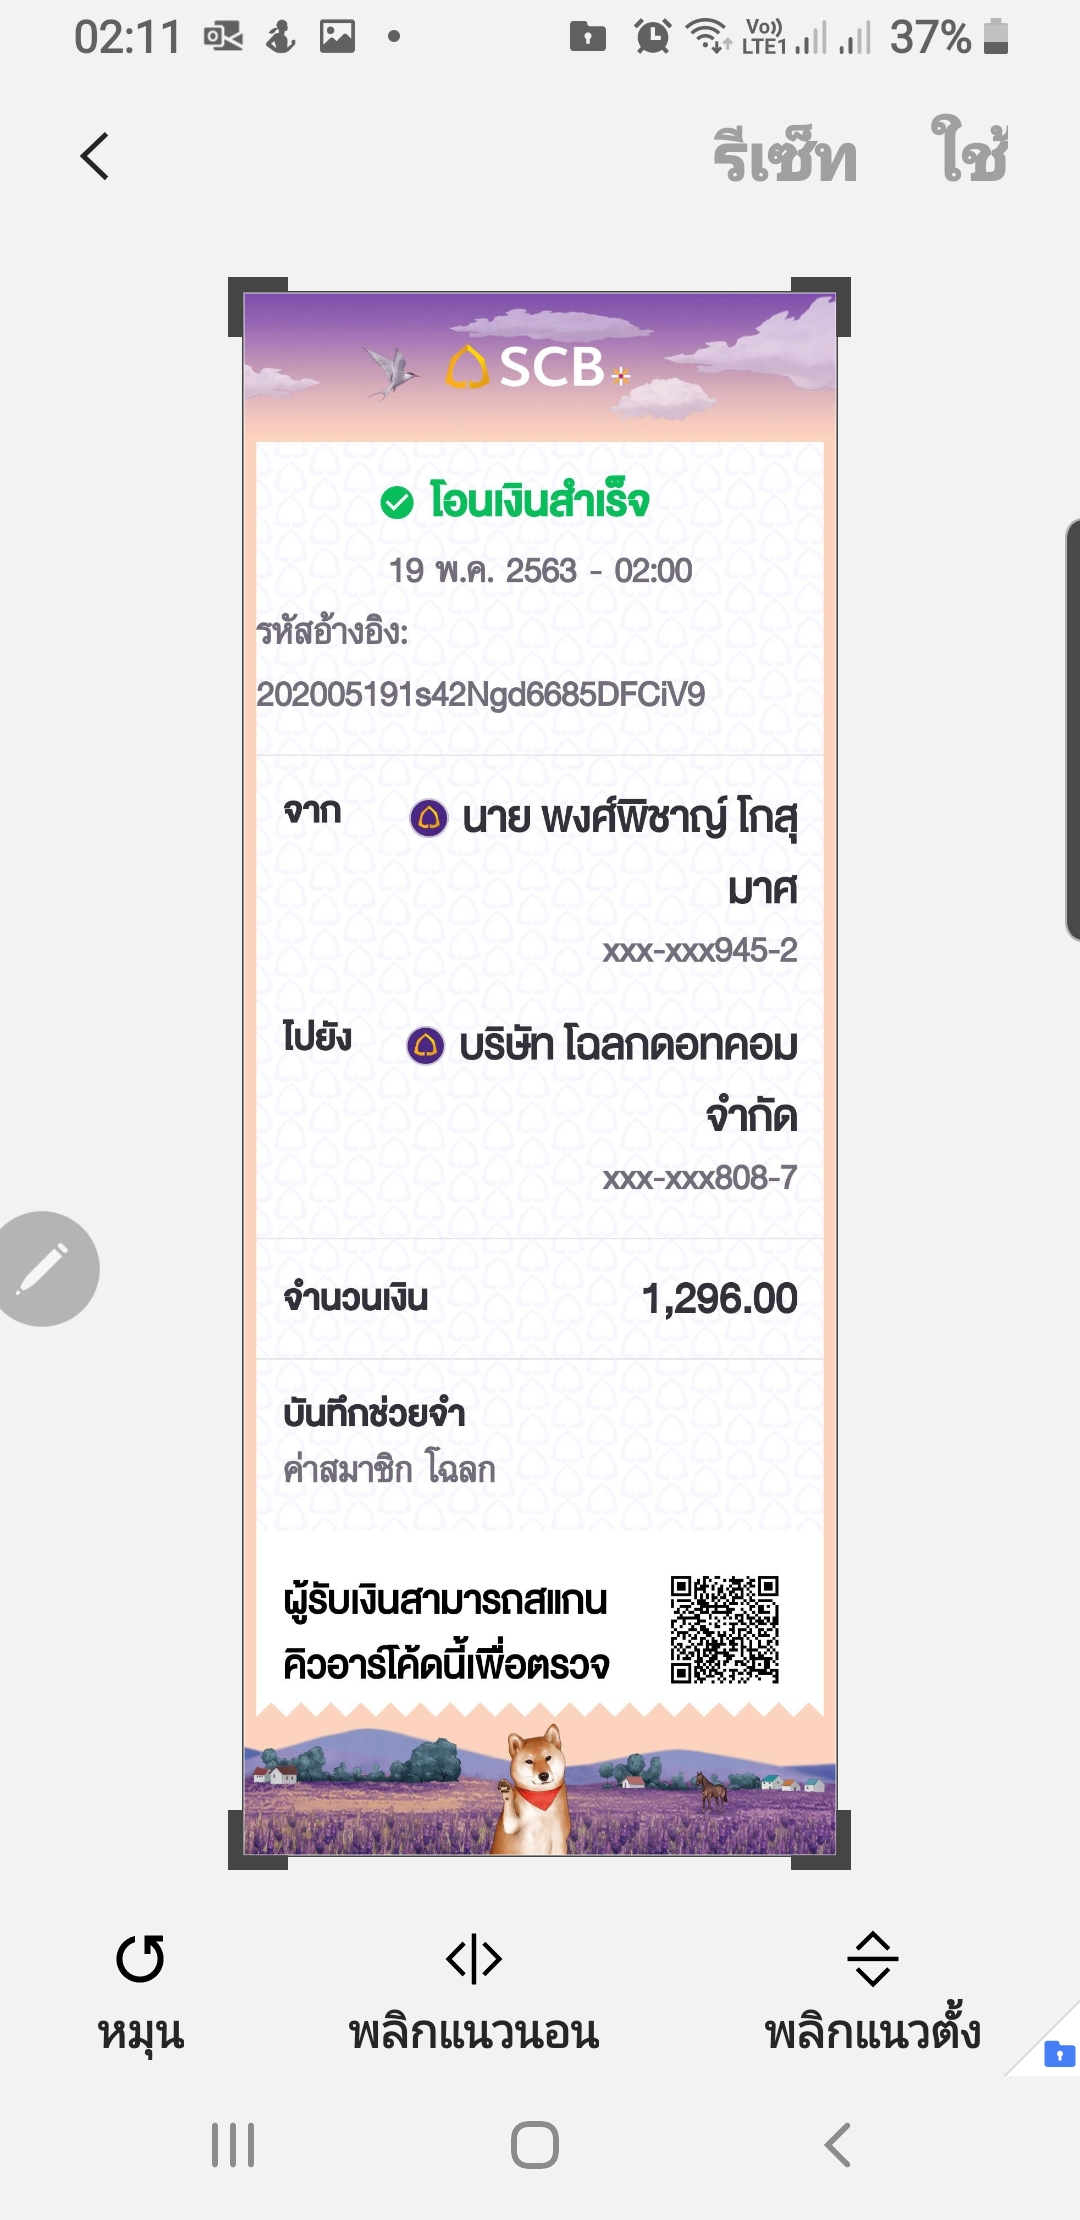 02:11 Vo)) LTE1 37%
รีเซ็ท ใช้
SCB
โอนเงินสำเร็จ
19 พ.ค. 2563 - 02:00
รหัสอ้างอิง:
202005191s42Ngd6685DFCiV9
จาก นาย พงศ์พิชาญ์ โกสุ
มาศ
xxx-xxx945-2
ไปยัง บริษัท โฉลกดอทคอม
จำกัด
xxx-xxx808-7
จำนวนเงิน 1,296.00
บันทึกช่วยจำ
ค่าสมาชิก โฉลก
ผู้รับเงินสามารถสแกน
คิวอาร์โค้ดนี้เพื่อตรวจ
หมุน พลิกแนวนอน พลิกแนวตั้ง